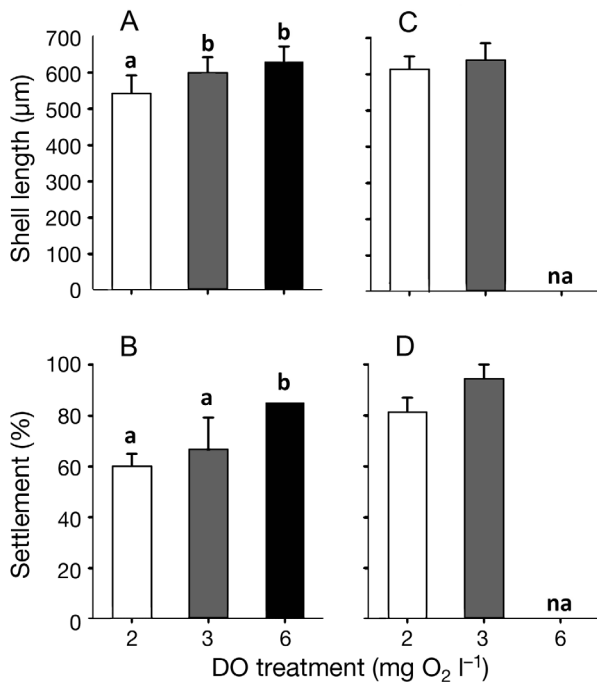 A
C
Shell length (µm)
700
600
500
400
300
200
100
0
a
b
b
na
B
D
Settlement (%)
100
80
60
40
20
0
a
a
b
na
2
3
6
2
3
6
DO treatment (mg O₂ l⁻¹)